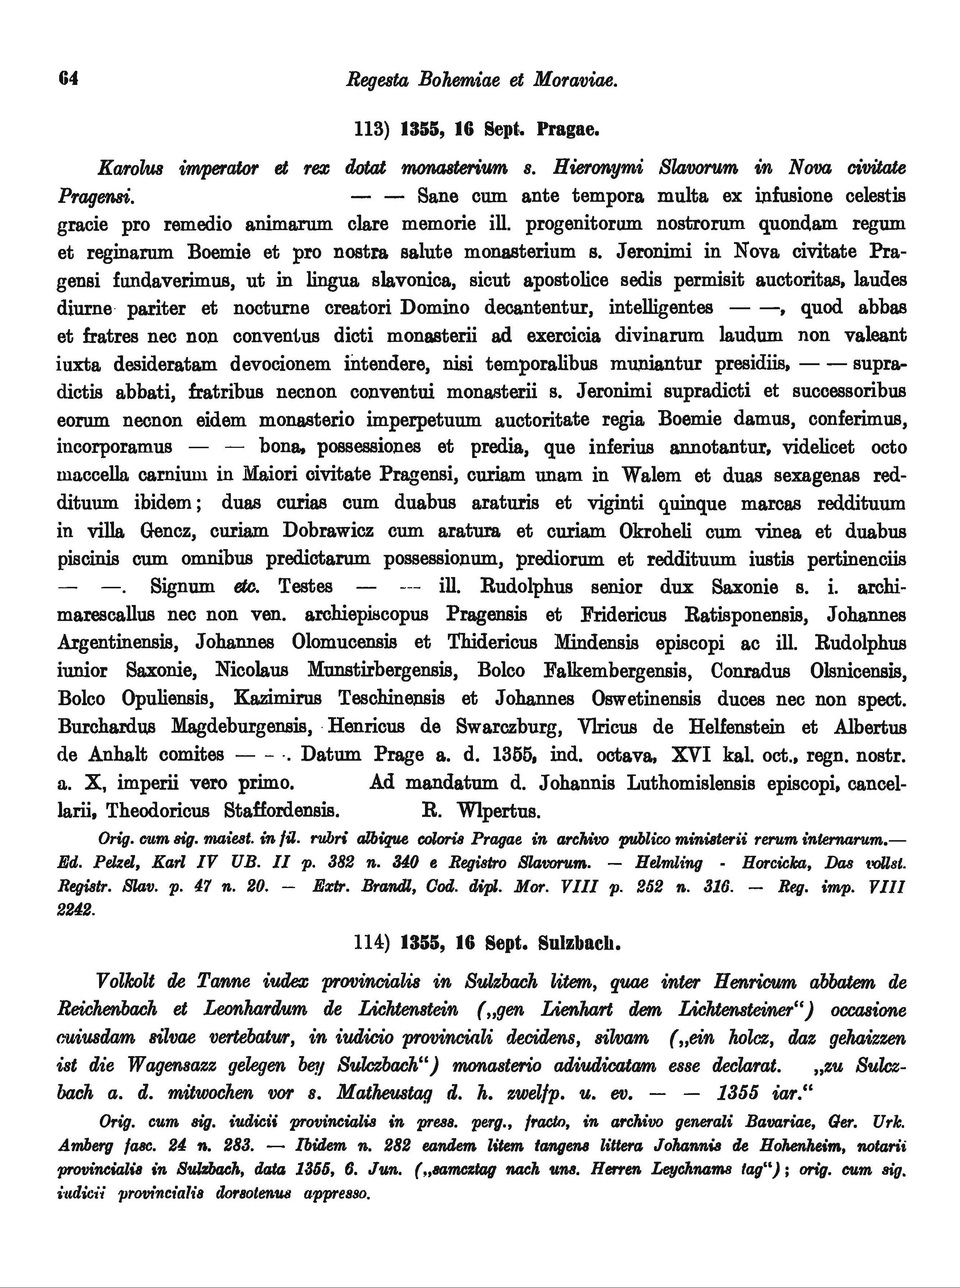 64
Regesta Bohemiae et Moraviae.
113) 1355, 16 Sept. Pragae.
Karolus imperator et rex dotat monasterium s. Hieronymi Slavorum in Nova civitate
Pragensi. — — Sane cum ante tempora multa ex infusione celestis
gracie pro remedio animarum clare memorie ill. progenitorum nostrorum quondam regum
et reginarum Boemie et pro nostra salute monasterium s. Jeronimi in Nova civitate Pra-
gensi fundaverimus, ut in lingua slavonica, sicut apostolice sedis permisit auctoritas, laudes
diurne pariter et nocturne creatori Domino decantentur, intelligentes — —, quod abbas
et fratres nec non conventus dicti monasterii ad exercicia divinarum laudum non valeant
iuxta desideratam devocionem intendere, nisi temporalibus muniantur presidiis, — — supra-
dictis abbati, fratribus necnon conventui monasterii s. Jeronimi supradicti et successoribus
eorum necnon eidem monasterio imperpetuum auctoritate regia Boemie damus, conferimus,
incorporamus — — bona, possessiones et predia, que inferius annotantur, videlicet octo
maccella carnium in Maiori civitate Pragensi, curiam unam in Walem et duas sexagenas red-
dituum ibidem; duas curias cum duabus araturis et viginti quinque marcas reddituum
in villa Gencz, curiam Dobrawicz cum aratura et curiam Okroheli cum vinea et duabus
piscinis cum omnibus predictarum possessionum, prediorum et reddituum iustis pertinenciis
— —. Signum etc. Testes — — ill. Rudolphus senior dux Saxonie s. i. archi-
marescallus nec non ven. archiepiscopus Pragensis et Fridericus Ratisponensis, Johannes
Argentinensis, Johannes Olomucensis et Thidericus Mindensis episcopi ac ill. Rudolphus
iunior Saxonie, Nicolaus Munstirbergensis, Bolco Falkembergensis, Conradus Olsnicensis,
Bolco Opuliensis, Kazimirus Teschinensis et Johannes Oswetinensis duces nec non spect.
Burchardus Magdeburgensis, Henricus de Swarczburg, Vlricus de Helfenstein et Albertus
de Anhalt comites — – . Datum Prage a. d. 1355, ind. octava, XVI kal. oct., regn. nostr.
a. X, imperii vero primo. Ad mandatum d. Johannis Luthomislensis episcopi, cancel-
larii, Theodoricus Staffordensis. R. Wlpertus.
Orig. cum sig. maiest. in fil. rubri albique coloris Pragae in archivo publico ministerii rerum internarum.—
Ed. Pelzel, Karl IV UB. II p. 382 n. 340 e Registro Slavorum. — Helmling - Horcicka, Das vollst.
Registr. Slav. p. 47 n. 20. — Extr. Brandl, Cod. dipl. Mor. VIII p. 252 n. 316. — Reg. imp. VIII
2242.
114) 1355, 16 Sept. Sulzbach.
Volkolt de Tanne iudex provincialis in Sulzbach litem, quae inter Henricum abbatem de
Reichenbach et Leonhardum de Lichtenstein („gen Lienhart dem Lichtensteiner“) occasione
cuiusdam silvae vertebatur, in iudicio provinciali decidens, silvam („ein holcz, daz gehaizzen
ist die Wagensazz gelegen bey Sulczbach“) monasterio adiudicatam esse declarat. „zu Sulcz-
bach a. d. mitwochen vor s. Matheustag d. h. zwelfp. u. ev. — — 1355 iar.“
Orig. cum sig. iudicii provincialis in press. perg., fracto, in archivo generali Bavariae, Ger. Urk.
Amberg fasc. 24 n. 283. — Ibidem n. 282 eandem litem tangens littera Johannis de Hohenheim, notarii
provincialis in Sulzbach, data 1355, 6. Jun. („samcztag nach uns. Herren Leychnams tag“); orig. cum sig.
iudicii provincialis dorsotenus appresso.